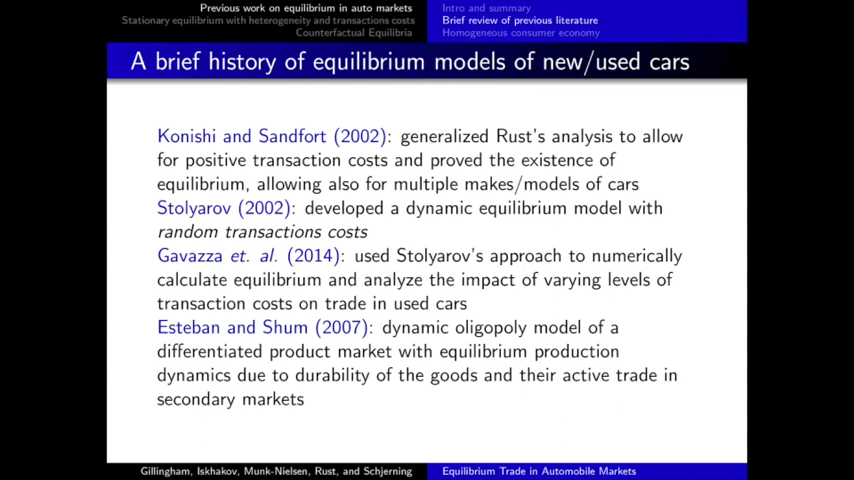 Previous work on equilibrium in auto markets
Stationary equilibrium with heterogeneity and transactions costs
Counterfactual Equilibria
Intro and summary
Brief review of previous literature
Homogeneous consumer economy
A brief history of equilibrium models of new/used cars
Konishi and Sandfort (2002): generalized Rust's analysis to allow
for positive transaction costs and proved the existence of
equilibrium, allowing also for multiple makes/models of cars
Stolyarov (2002): developed a dynamic equilibrium model with
random transactions costs
Gavazza et. al. (2014): used Stolyarov's approach to numerically
calculate equilibrium and analyze the impact of varying levels of
transaction costs on trade in used cars
Esteban and Shum (2007): dynamic oligopoly model of a
differentiated product market with equilibrium production
dynamics due to durability of the goods and their active trade in
secondary markets
Gillingham, Iskhakov, Munk-Nielsen, Rust, and Schjerning
Equilibrium Trade in Automobile Markets